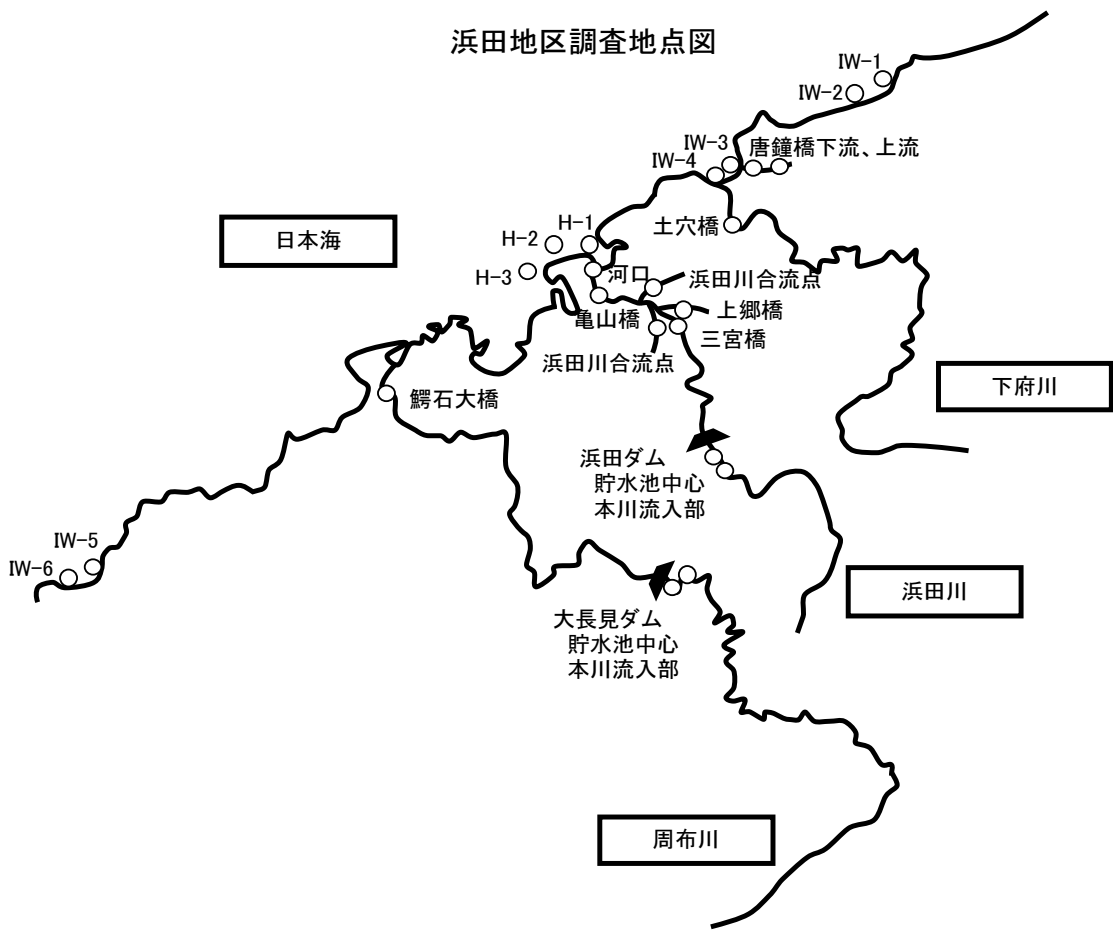 浜田地区調査地点図
IW-1
IW-2
IW-3
唐鐘橋下流、上流
IW-4
土穴橋
日本海
H-1
H-2
H-3
河口
浜田川合流点
亀山橋
上郷橋
三宮橋
浜田川合流点
鰐石大橋
下府川
浜田ダム
貯水池中心
本川流入部
IW-5
IW-6
浜田川
大長見ダム
貯水池中心
本川流入部
周布川